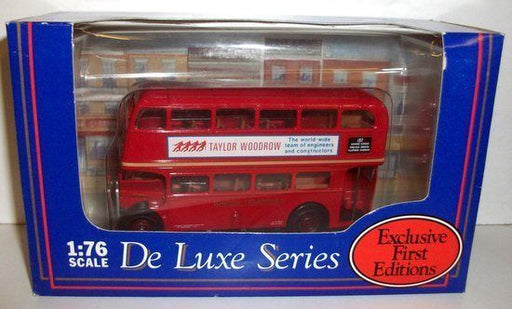 TAYLOR WOODROW
The world-wide
team of engineers
and constructors
1:76
SCALE
De Luxe Series
Exclusive
First
Editions